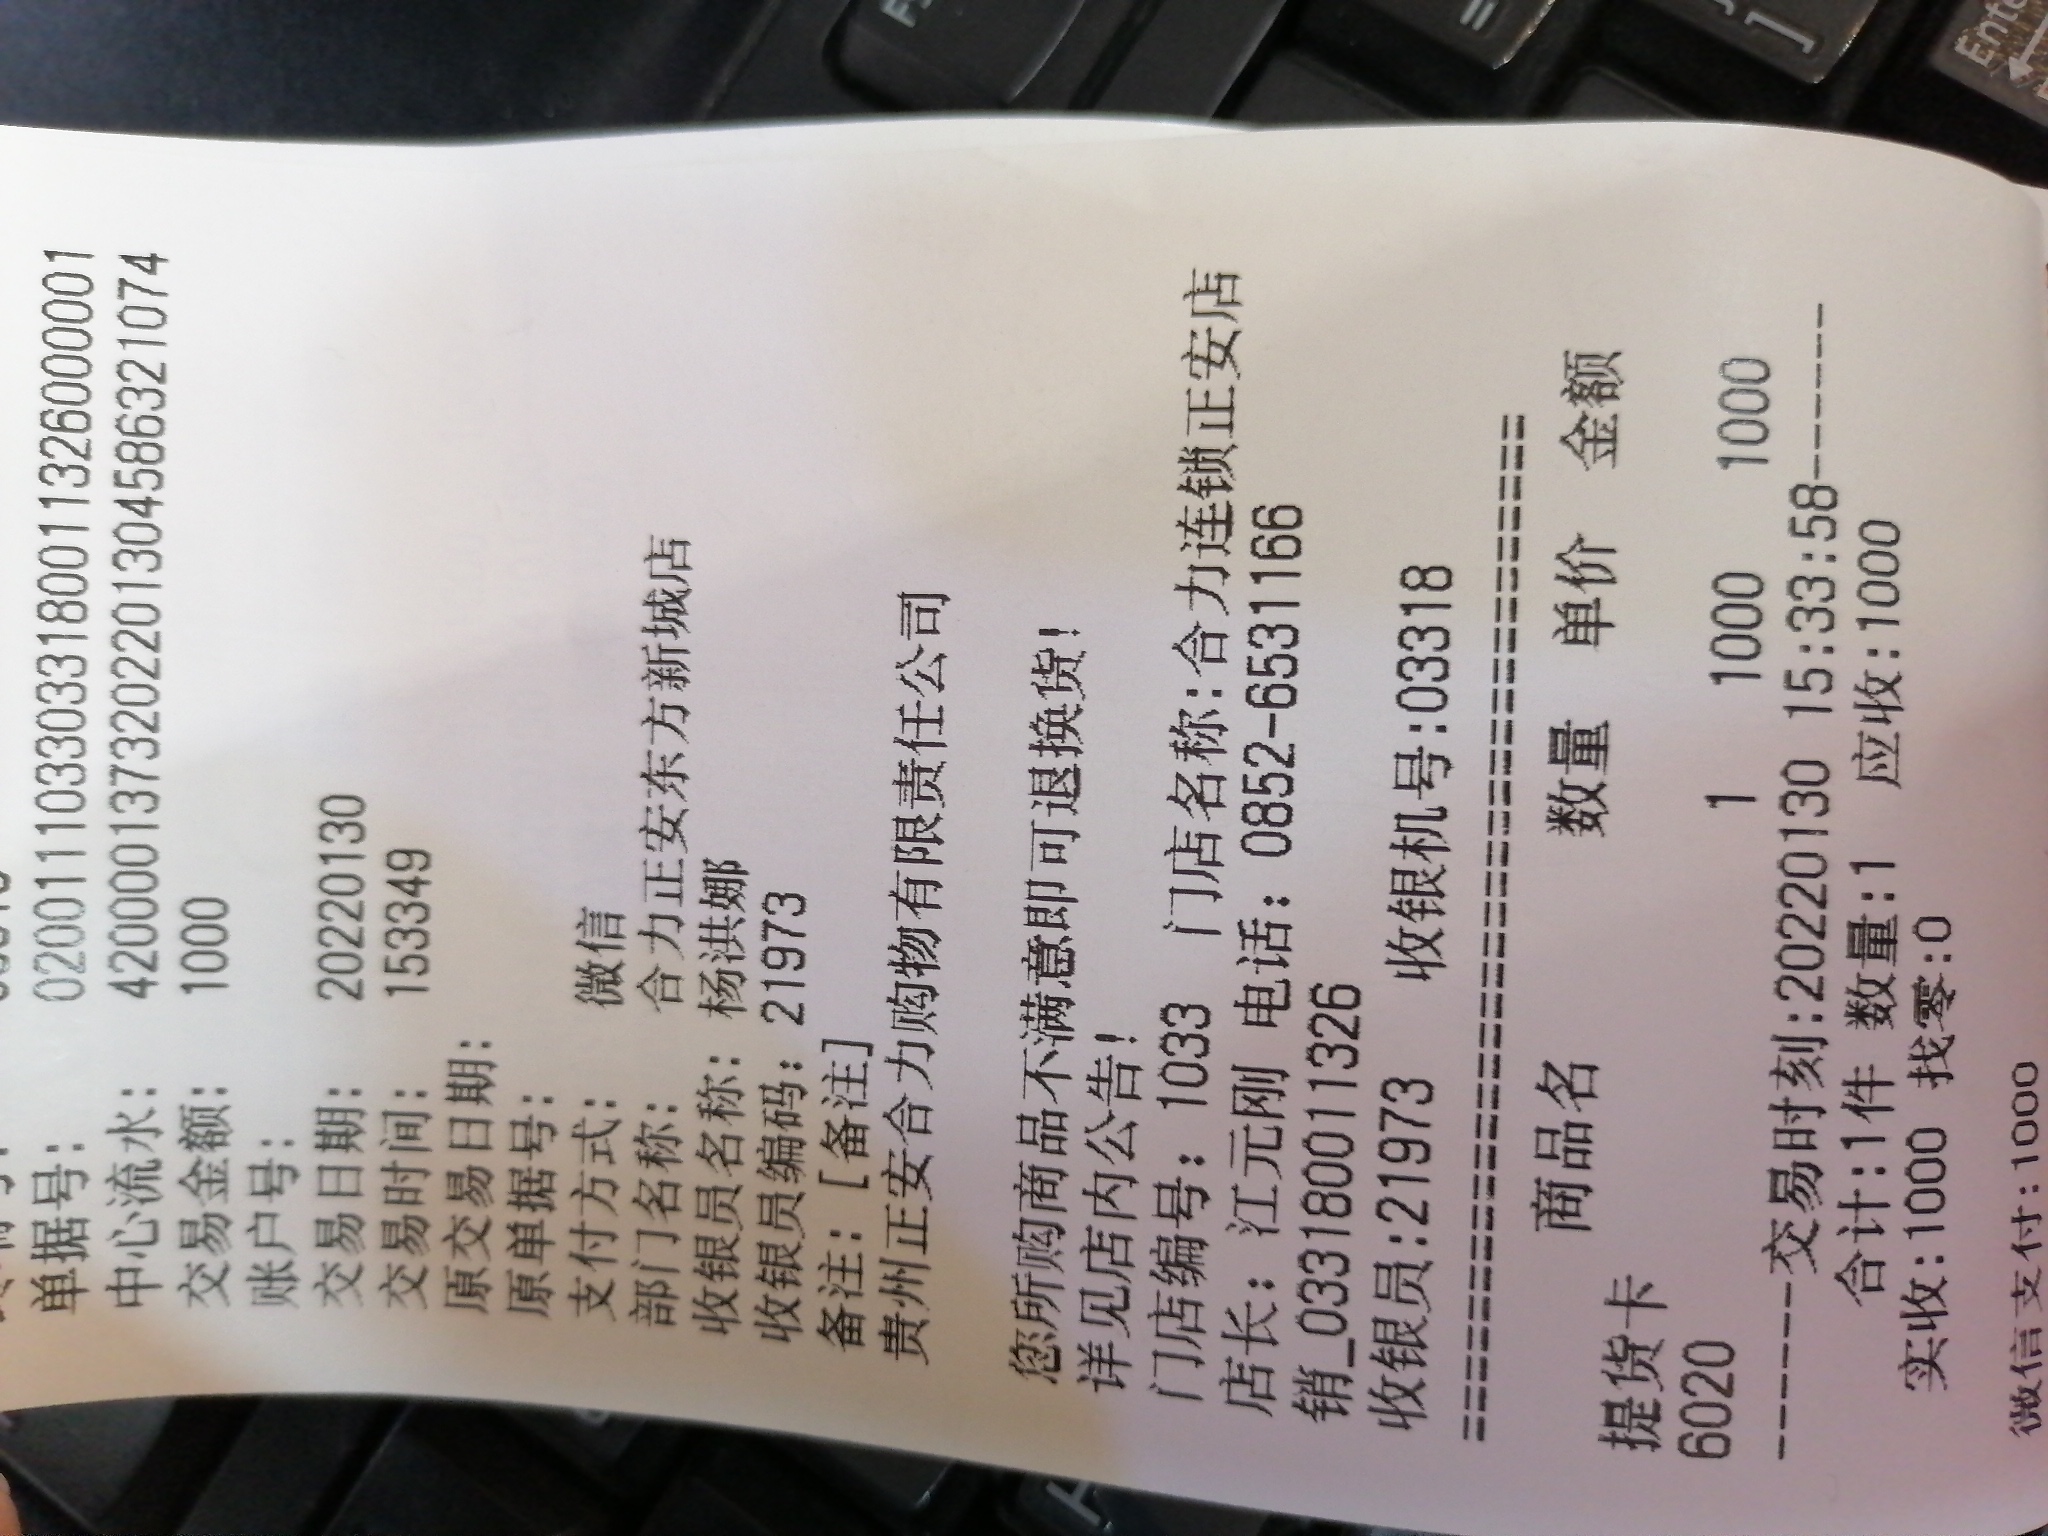 单据号： 0200111033033180011326000001
中心流水： 4200001373202201304586321074
交易金额： 1000
账户号：
交易日期： 20220130
交易时间： 153349
原交易日期：
原单据号：
支付方式： 微信
部门名称： 合力正安东方新城店
收银员名称： 杨洪娜
收银员编码： 21973
备注： [备注]
贵州正安合力购物有限责任公司
您所购商品不满意即可退换货!
详见店内公告!
门店编号： 1033 门店名称:合力连锁正安店
店长： 江元刚 电话： 0852-6531166
销_033180011326
收银员:21973 收银机号:03318
==================================
商品名 数量 单价 金额
提货卡
6020 1 1000 1000
--------交易时刻:20220130 15:33:58--------
合计:1件 数量:1 应收:1000
实收:1000 找零:0
微信支付:1000
Enter
=
]